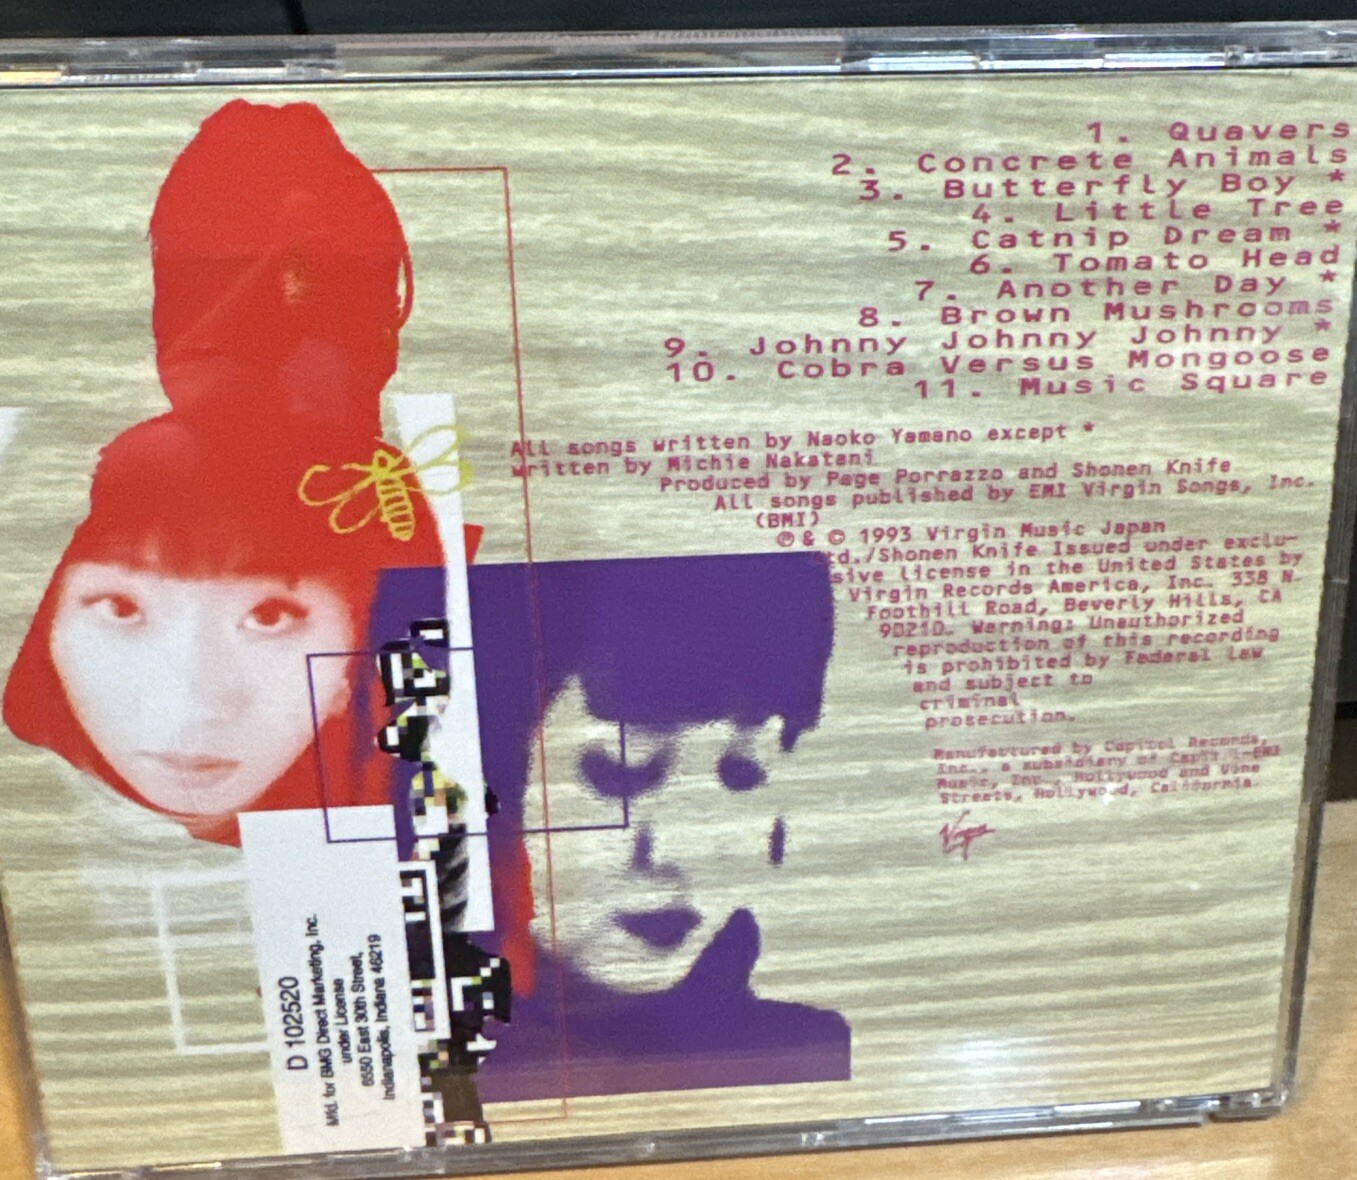 1. Quavers
2. Concrete Animals
3. Butterfly Boy *
4. Little Tree
5. Catnip Dream *
6. Tomato Head
7. Another Day *
8. Brown Mushrooms
9. Johnny Johnny Johnny *
10. Cobra Versus Mongoose
11. Music Square
All songs written by Naoko Yamano except *
written by Michie Nakatani
Produced by Page Porrazzo and Shonen Knife
All songs published by EMI Virgin Songs, Inc.
(BMI)
℗ & © 1993 Virgin Music Japan
td./Shonen Knife Issued under exclu-
sive license in the United States by
Virgin Records America, Inc. 338 N.
Foothill Road, Beverly Hills, CA
90210. Warning: Unauthorized
reproduction of this recording
is prohibited by Federal law
and subject to
criminal
prosecution.
Manufactured by Capitol Records,
Inc., a subsidiary of Capitol-EMI
Music, Inc., Hollywood and Vine
Streets, Hollywood, California.
Virgin
D 102520
Mfd. for BMG Direct Marketing, Inc.
under License
6550 East 30th Street,
Indianapolis, Indiana 46219